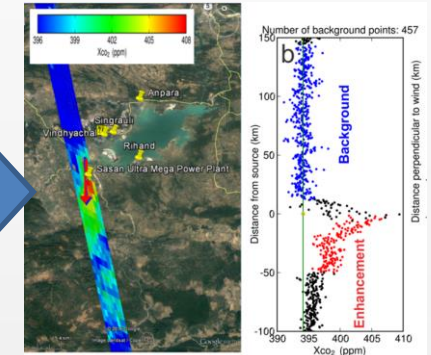 396 399 402 405 408
Xco₂ (ppm)
Anpara
Singrauli
Vindhyachal
Rihand
Sasan Ultra Mega Power Plant
Google
Number of background points: 457
b
150
100
50
0
-50
-100
Distance from source (km)
Background
Enhancement
390 395 400 405 410
Xco₂ (ppm)
Distance perpendicular to wind (km)